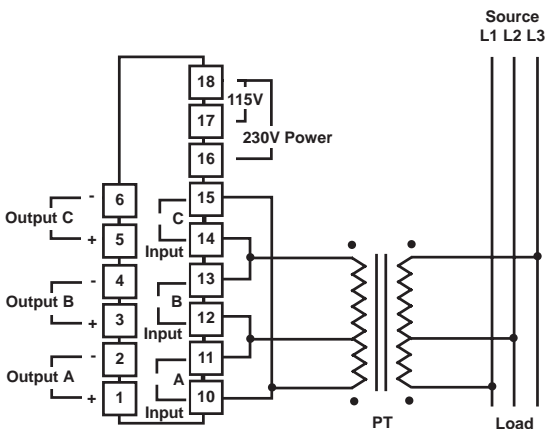 Source
L1 L2 L3
18
115V
17
230V Power
16
6
-
Output C
+
5
15
C
14
Input
4
-
Output B
+
3
13
B
12
Input
2
-
Output A
+
1
11
A
10
Input
PT
Load